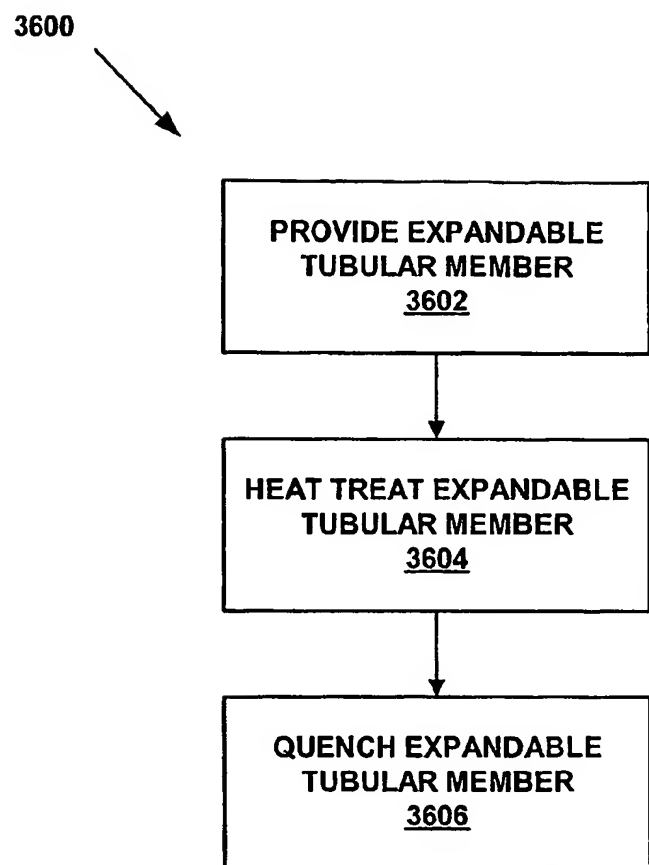 3600
PROVIDE EXPANDABLE
TUBULAR MEMBER
3602
HEAT TREAT EXPANDABLE
TUBULAR MEMBER
3604
QUENCH EXPANDABLE
TUBULAR MEMBER
3606